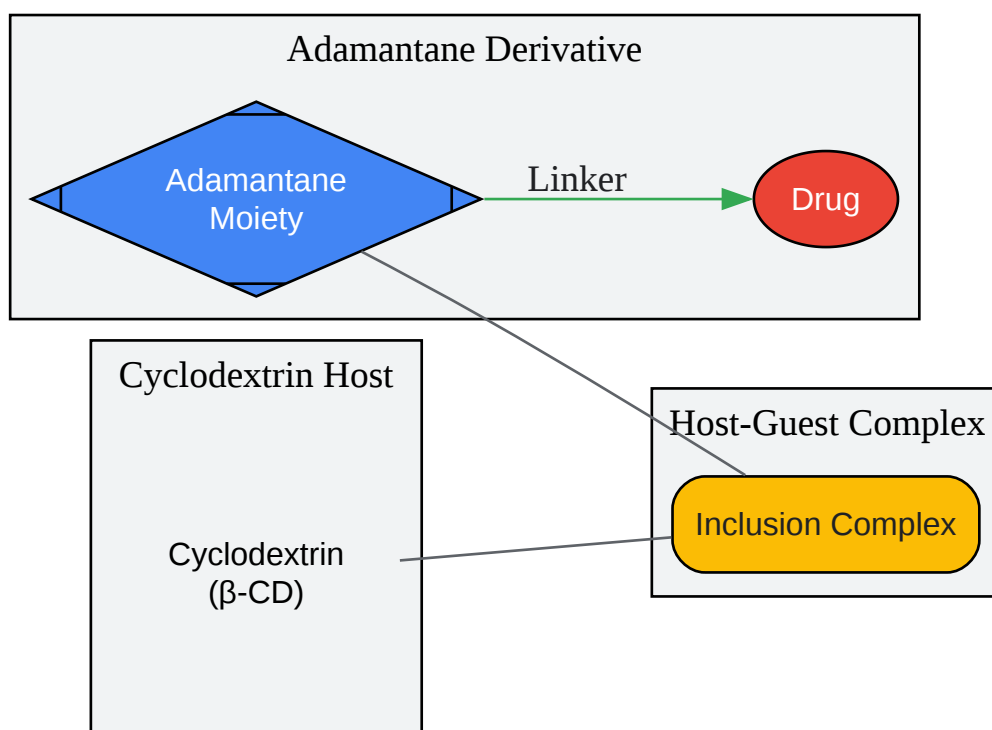 Adamantane Derivative
Adamantane
Moiety
Linker
Drug
Cyclodextrin Host
Host-Guest Complex
Inclusion Complex
Cyclodextrin
(β-CD)